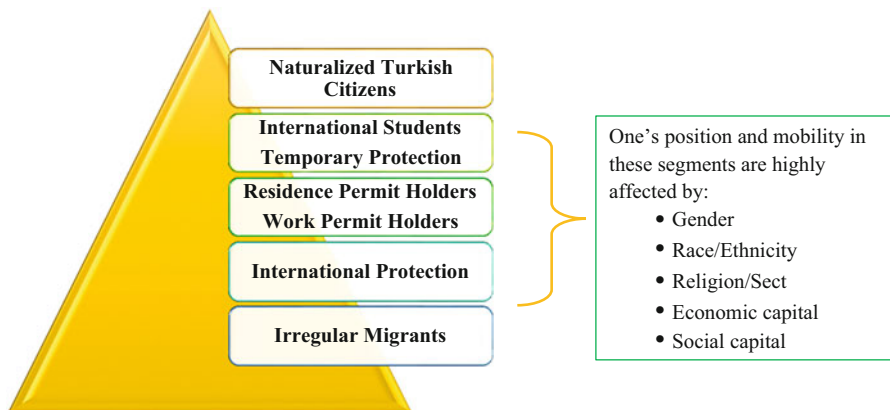 Naturalized Turkish
Citizens
International Students
Temporary Protection
Residence Permit Holders
Work Permit Holders
International Protection
Irregular Migrants
One's position and mobility in
these segments are highly
affected by:
• Gender
• Race/Ethnicity
• Religion/Sect
• Economic capital
• Social capital